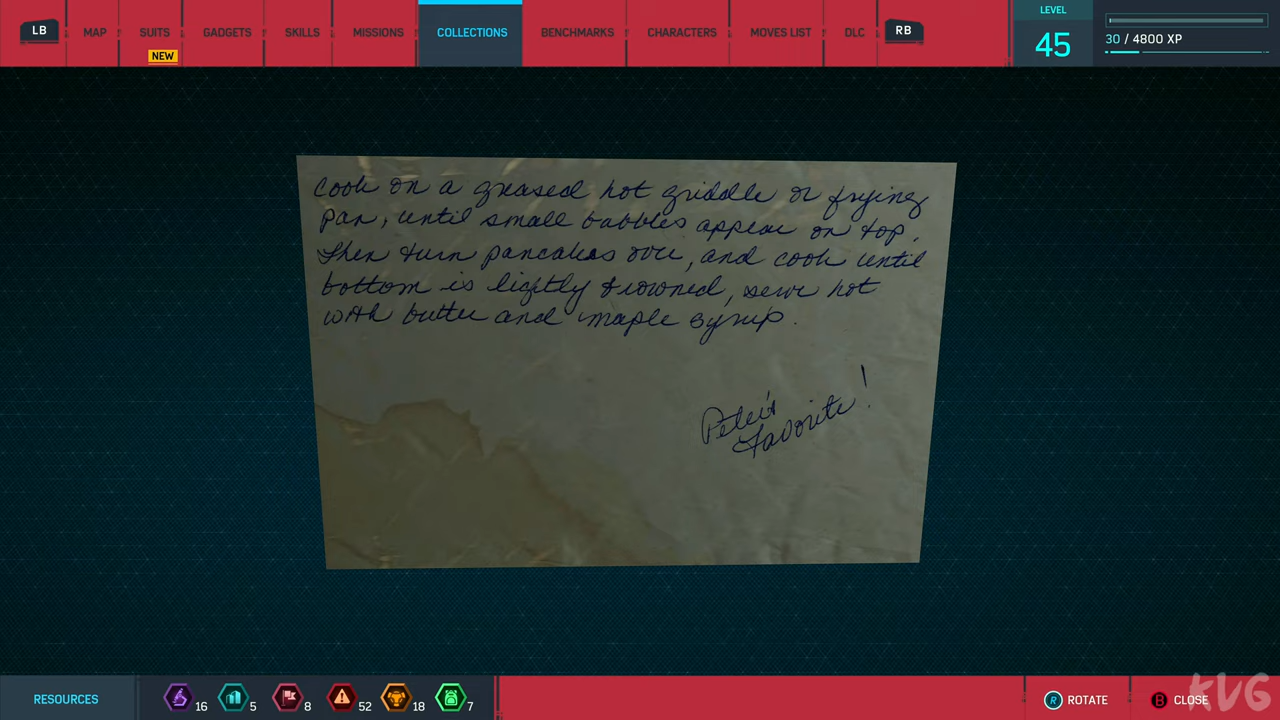 LB
MAP
SUITS
NEW
GADGETS
SKILLS
MISSIONS
COLLECTIONS
BENCHMARKS
CHARACTERS
MOVES LIST
DLC
RB
LEVEL
45
30 / 4800 XP
Cook on a greased hot griddle or frying
pan, until small bubbles appear on top.
Then turn pancakes over, and cook until
bottom is lightly browned, serve hot
with butter and maple syrup.
Peter's
favorite!
RESOURCES
16
5
8
52
18
7
R ROTATE
B CLOSE
KVG